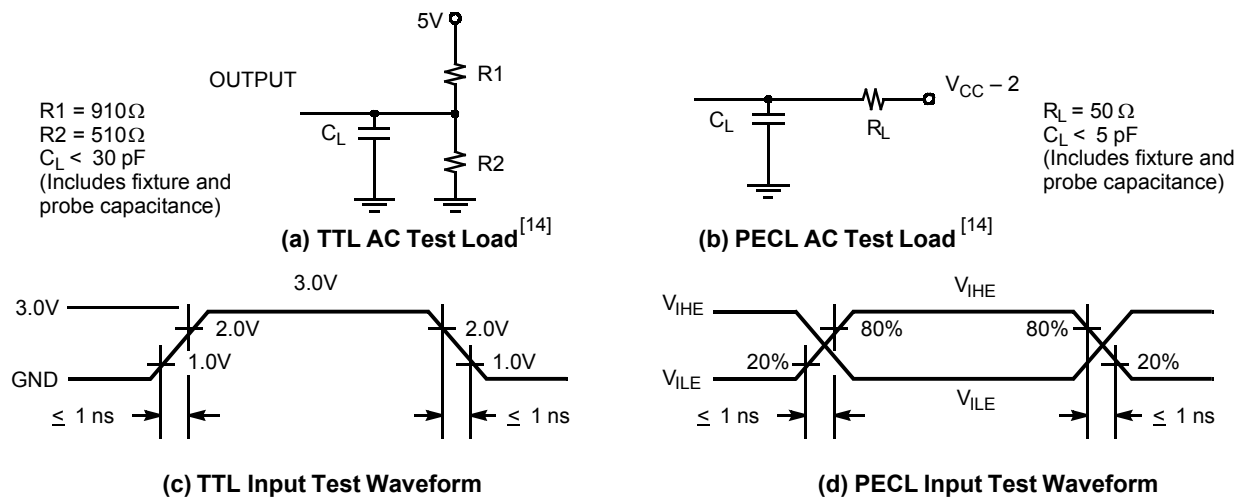 5V
OUTPUT
R1
R1 = 910Ω
R2 = 510Ω
C_L < 30 pF
(Includes fixture and
probe capacitance)
C_L
R2
(a) TTL AC Test Load [14]
V_CC – 2
C_L
R_L
R_L = 50 Ω
C_L < 5 pF
(Includes fixture and
probe capacitance)
(b) PECL AC Test Load [14]
3.0V
3.0V
2.0V
2.0V
1.0V
1.0V
GND
≤ 1 ns
≤ 1 ns
(c) TTL Input Test Waveform
V_IHE
V_IHE
80%
80%
20%
20%
V_ILE
V_ILE
≤ 1 ns
≤ 1 ns
(d) PECL Input Test Waveform